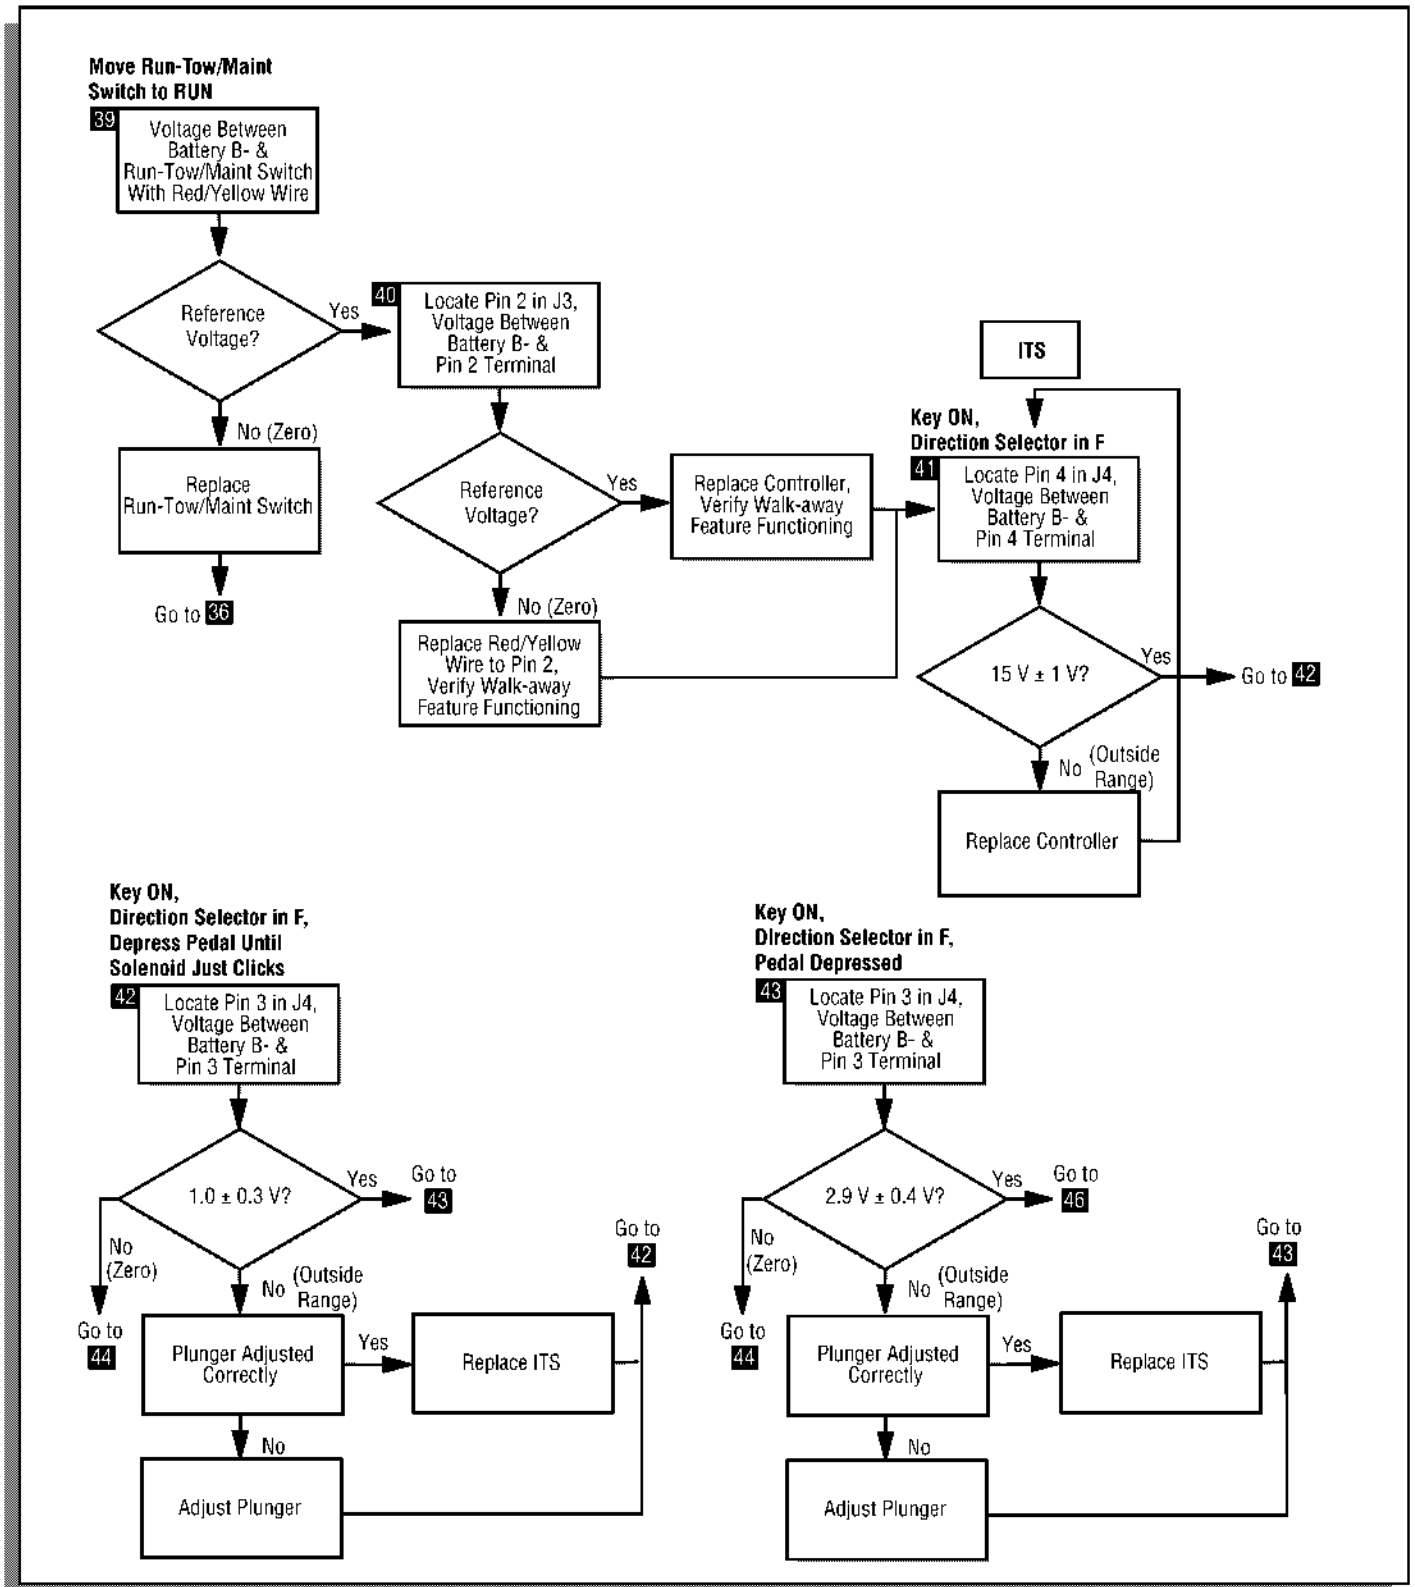 Move Run-Tow/Maint
Switch to RUN
39
Voltage Between
Battery B- &
Run-Tow/Maint Switch
With Red/Yellow Wire
Reference
Voltage?
Yes
No (Zero)
Replace
Run-Tow/Maint Switch
Go to 36
40
Locate Pin 2 in J3,
Voltage Between
Battery B- &
Pin 2 Terminal
Reference
Voltage?
Yes
No (Zero)
Replace Red/Yellow
Wire to Pin 2,
Verify Walk-away
Feature Functioning
Replace Controller,
Verify Walk-away
Feature Functioning
ITS
Key ON,
Direction Selector in F
41
Locate Pin 4 in J4,
Voltage Between
Battery B- &
Pin 4 Terminal
15 V ± 1 V?
Yes
Go to 42
No (Outside
Range)
Replace Controller
Key ON,
Direction Selector in F,
Depress Pedal Until
Solenoid Just Clicks
42
Locate Pin 3 in J4,
Voltage Between
Battery B- &
Pin 3 Terminal
1.0 ± 0.3 V?
Yes
Go to
43
No
(Zero)
Go to
44
No (Outside
Range)
Plunger Adjusted
Correctly
Yes
Replace ITS
Go to
42
No
Adjust Plunger
Key ON,
Direction Selector in F,
Pedal Depressed
43
Locate Pin 3 in J4,
Voltage Between
Battery B- &
Pin 3 Terminal
2.9 V ± 0.4 V?
Yes
Go to
46
No
(Zero)
Go to
44
No (Outside
Range)
Plunger Adjusted
Correctly
Yes
Replace ITS
Go to
43
No
Adjust Plunger